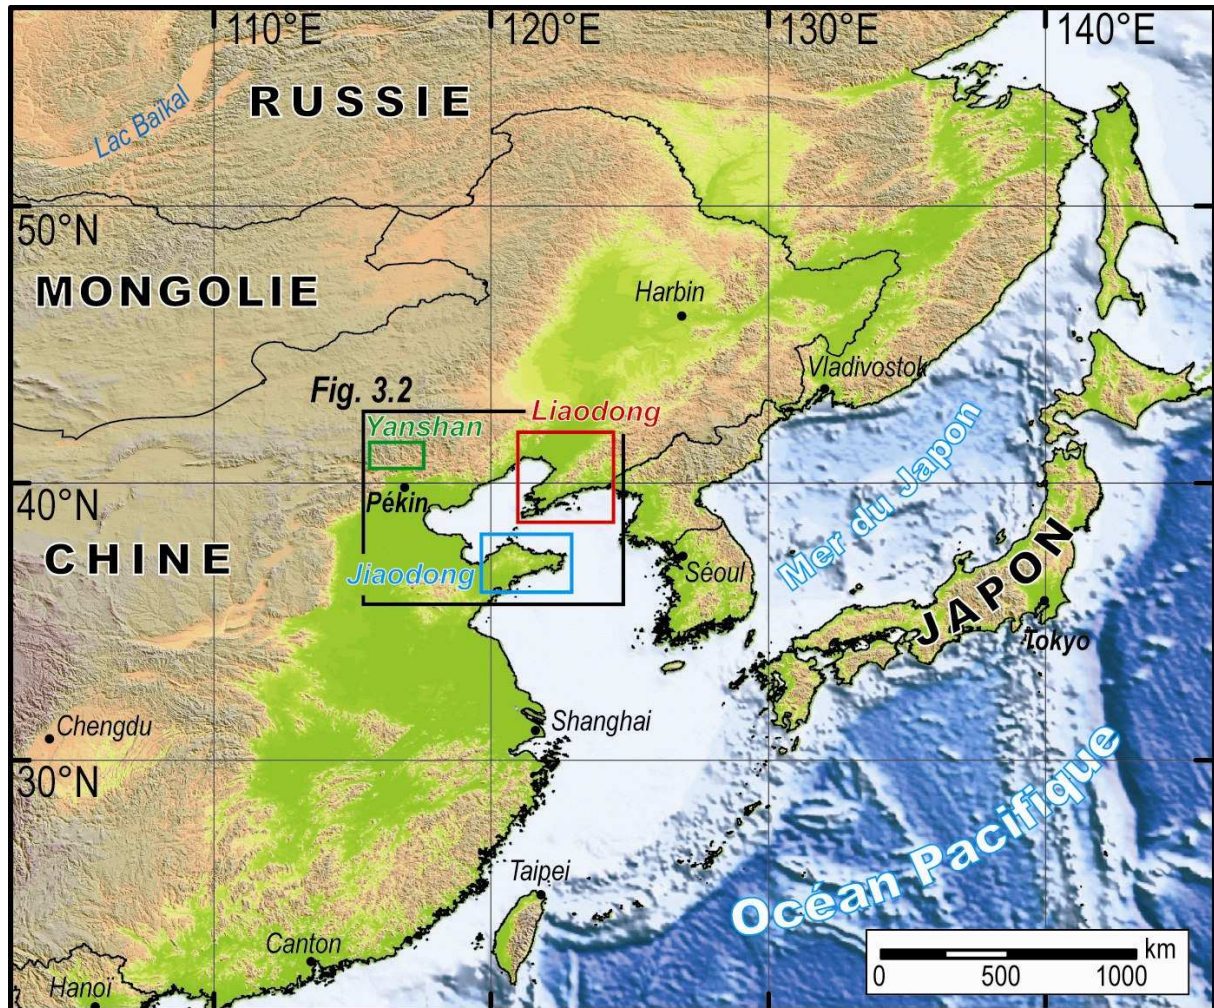 110°E
120°E
130°E
140°E
RUSSIE
Lac Baïkal
50°N
MONGOLIE
Harbin
Vladivostok
Fig. 3.2
Liaodong
Yanshan
Mer du Japon
40°N
Pékin
CHINE
Jiaodong
Séoul
JAPON
Tokyo
Chengdu
Shanghai
30°N
Océan Pacifique
Taipei
Canton
Hanoi
km
0 500 1000